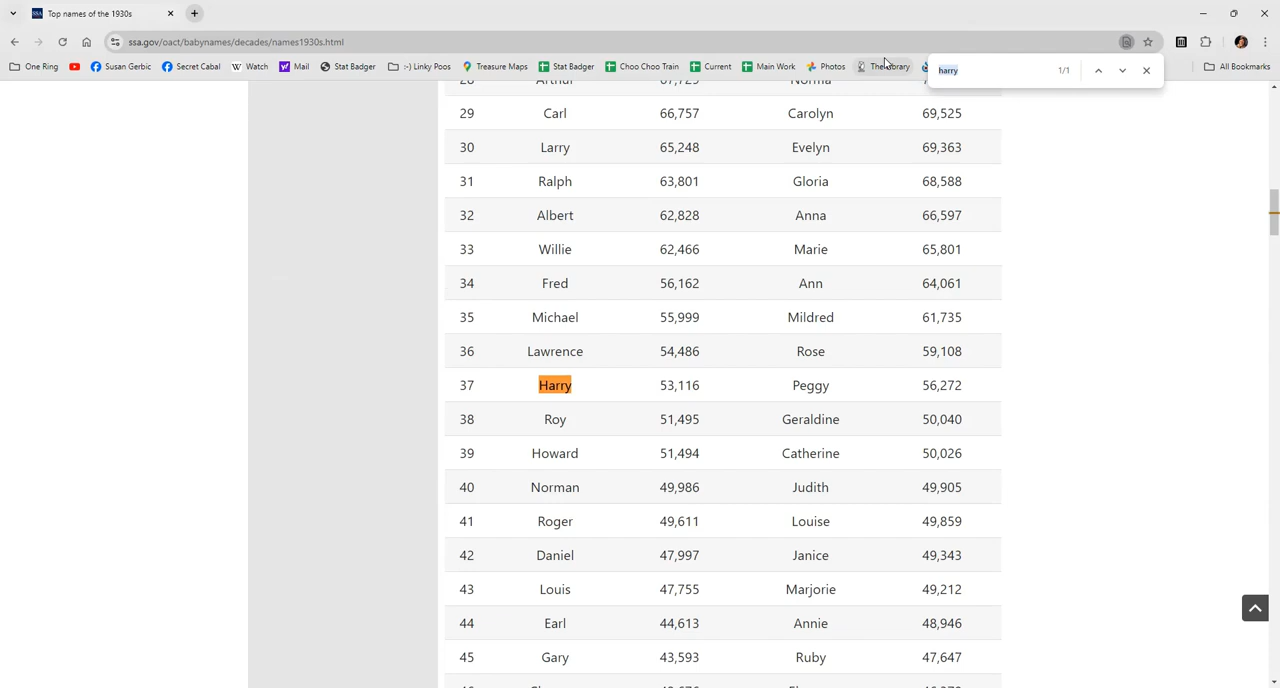 Top names of the 1930s
ssa.gov/oact/babynames/decades/names1930s.html
One Ring Susan Gerbic Secret Cabal Watch Mail Stat Badger :-) Linky Poos Treasure Maps Stat Badger Choo Choo Train Current Main Work Photos The Library All Bookmarks
harry 1/1
28 Arthur 67,725 Norma
29 Carl 66,757 Carolyn 69,525
30 Larry 65,248 Evelyn 69,363
31 Ralph 63,801 Gloria 68,588
32 Albert 62,828 Anna 66,597
33 Willie 62,466 Marie 65,801
34 Fred 56,162 Ann 64,061
35 Michael 55,999 Mildred 61,735
36 Lawrence 54,486 Rose 59,108
37 Harry 53,116 Peggy 56,272
38 Roy 51,495 Geraldine 50,040
39 Howard 51,494 Catherine 50,026
40 Norman 49,986 Judith 49,905
41 Roger 49,611 Louise 49,859
42 Daniel 47,997 Janice 49,343
43 Louis 47,755 Marjorie 49,212
44 Earl 44,613 Annie 48,946
45 Gary 43,593 Ruby 47,647